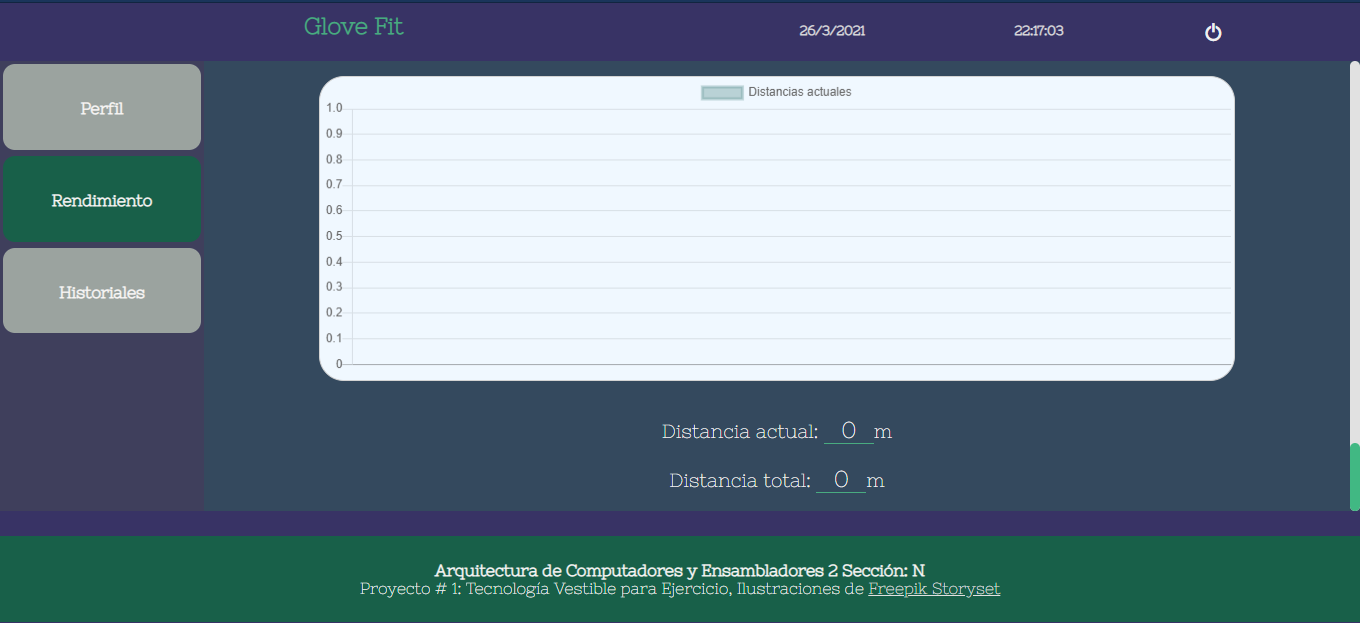 Glove Fit
26/3/2021
22:17:03
Perfil
Rendimiento
Historiales
Distancias actuales
1.0
0.9
0.8
0.7
0.6
0.5
0.4
0.3
0.2
0.1
0
Distancia actual: 0 m
Distancia total: 0 m
Arquitectura de Computadores y Ensambladores 2 Sección: N
Proyecto # 1: Tecnología Vestible para Ejercicio, Ilustraciones de Freepik Storyset